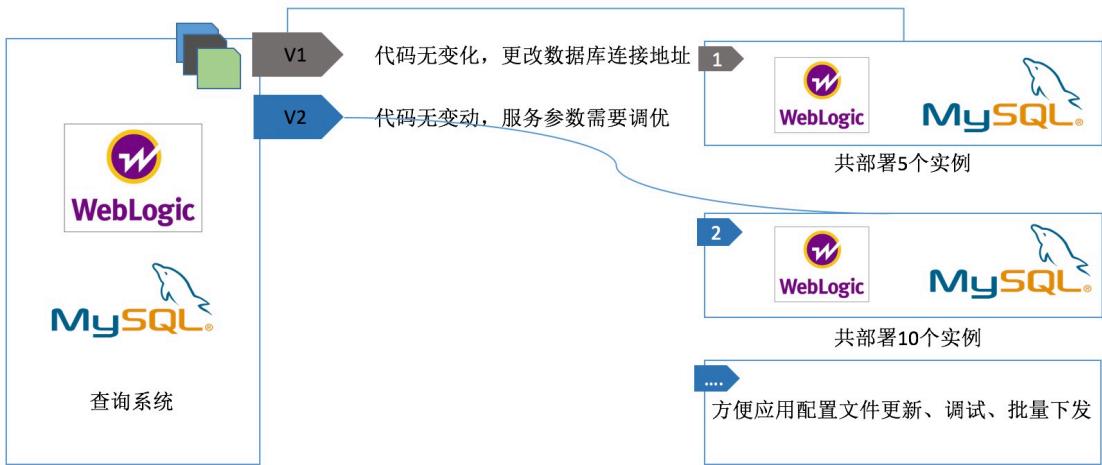 V1
代码无变化，更改数据库连接地址
V2
代码无变动，服务参数需要调优
WebLogic
MySQL®
查询系统
1
WebLogic
MySQL®
共部署5个实例
2
WebLogic
MySQL®
共部署10个实例
....
方便应用配置文件更新、调试、批量下发